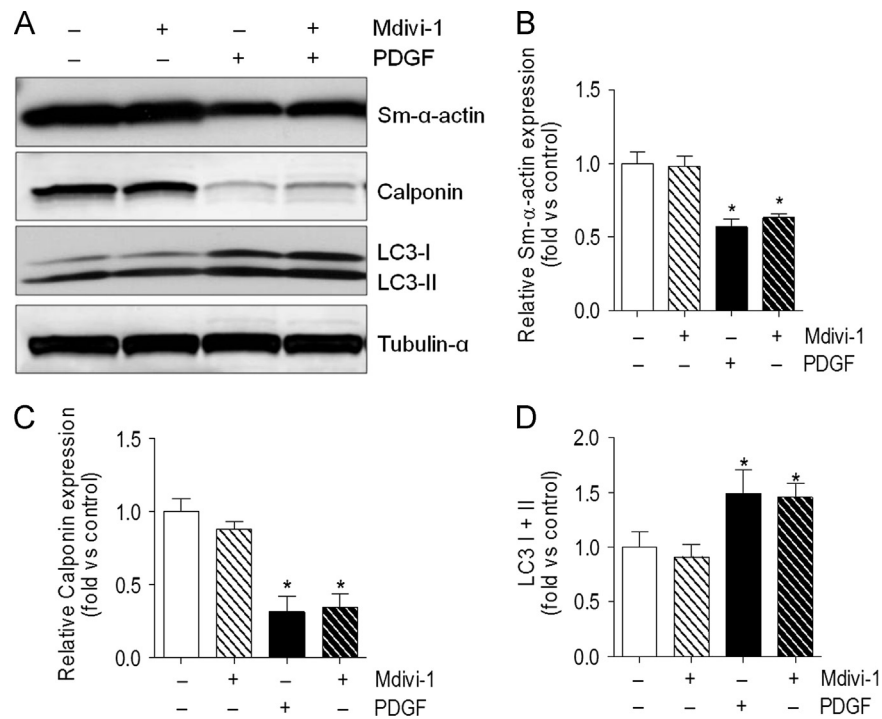 A
– + – + Mdivi-1
– – + + PDGF
Sm-α-actin
Calponin
LC3-I
LC3-II
Tubulin-α
B
Relative Sm-α-actin expression
(fold vs control)
1.5
1.0
0.5
0.0
* *
– + – + Mdivi-1
– – + – PDGF
C
Relative Calponin expression
(fold vs control)
1.5
1.0
0.5
0.0
* *
– + – + Mdivi-1
– – + – PDGF
D
LC3 I + II
(fold vs control)
2.0
1.5
1.0
0.5
0.0
* *
– + – + Mdivi-1
– – + – PDGF